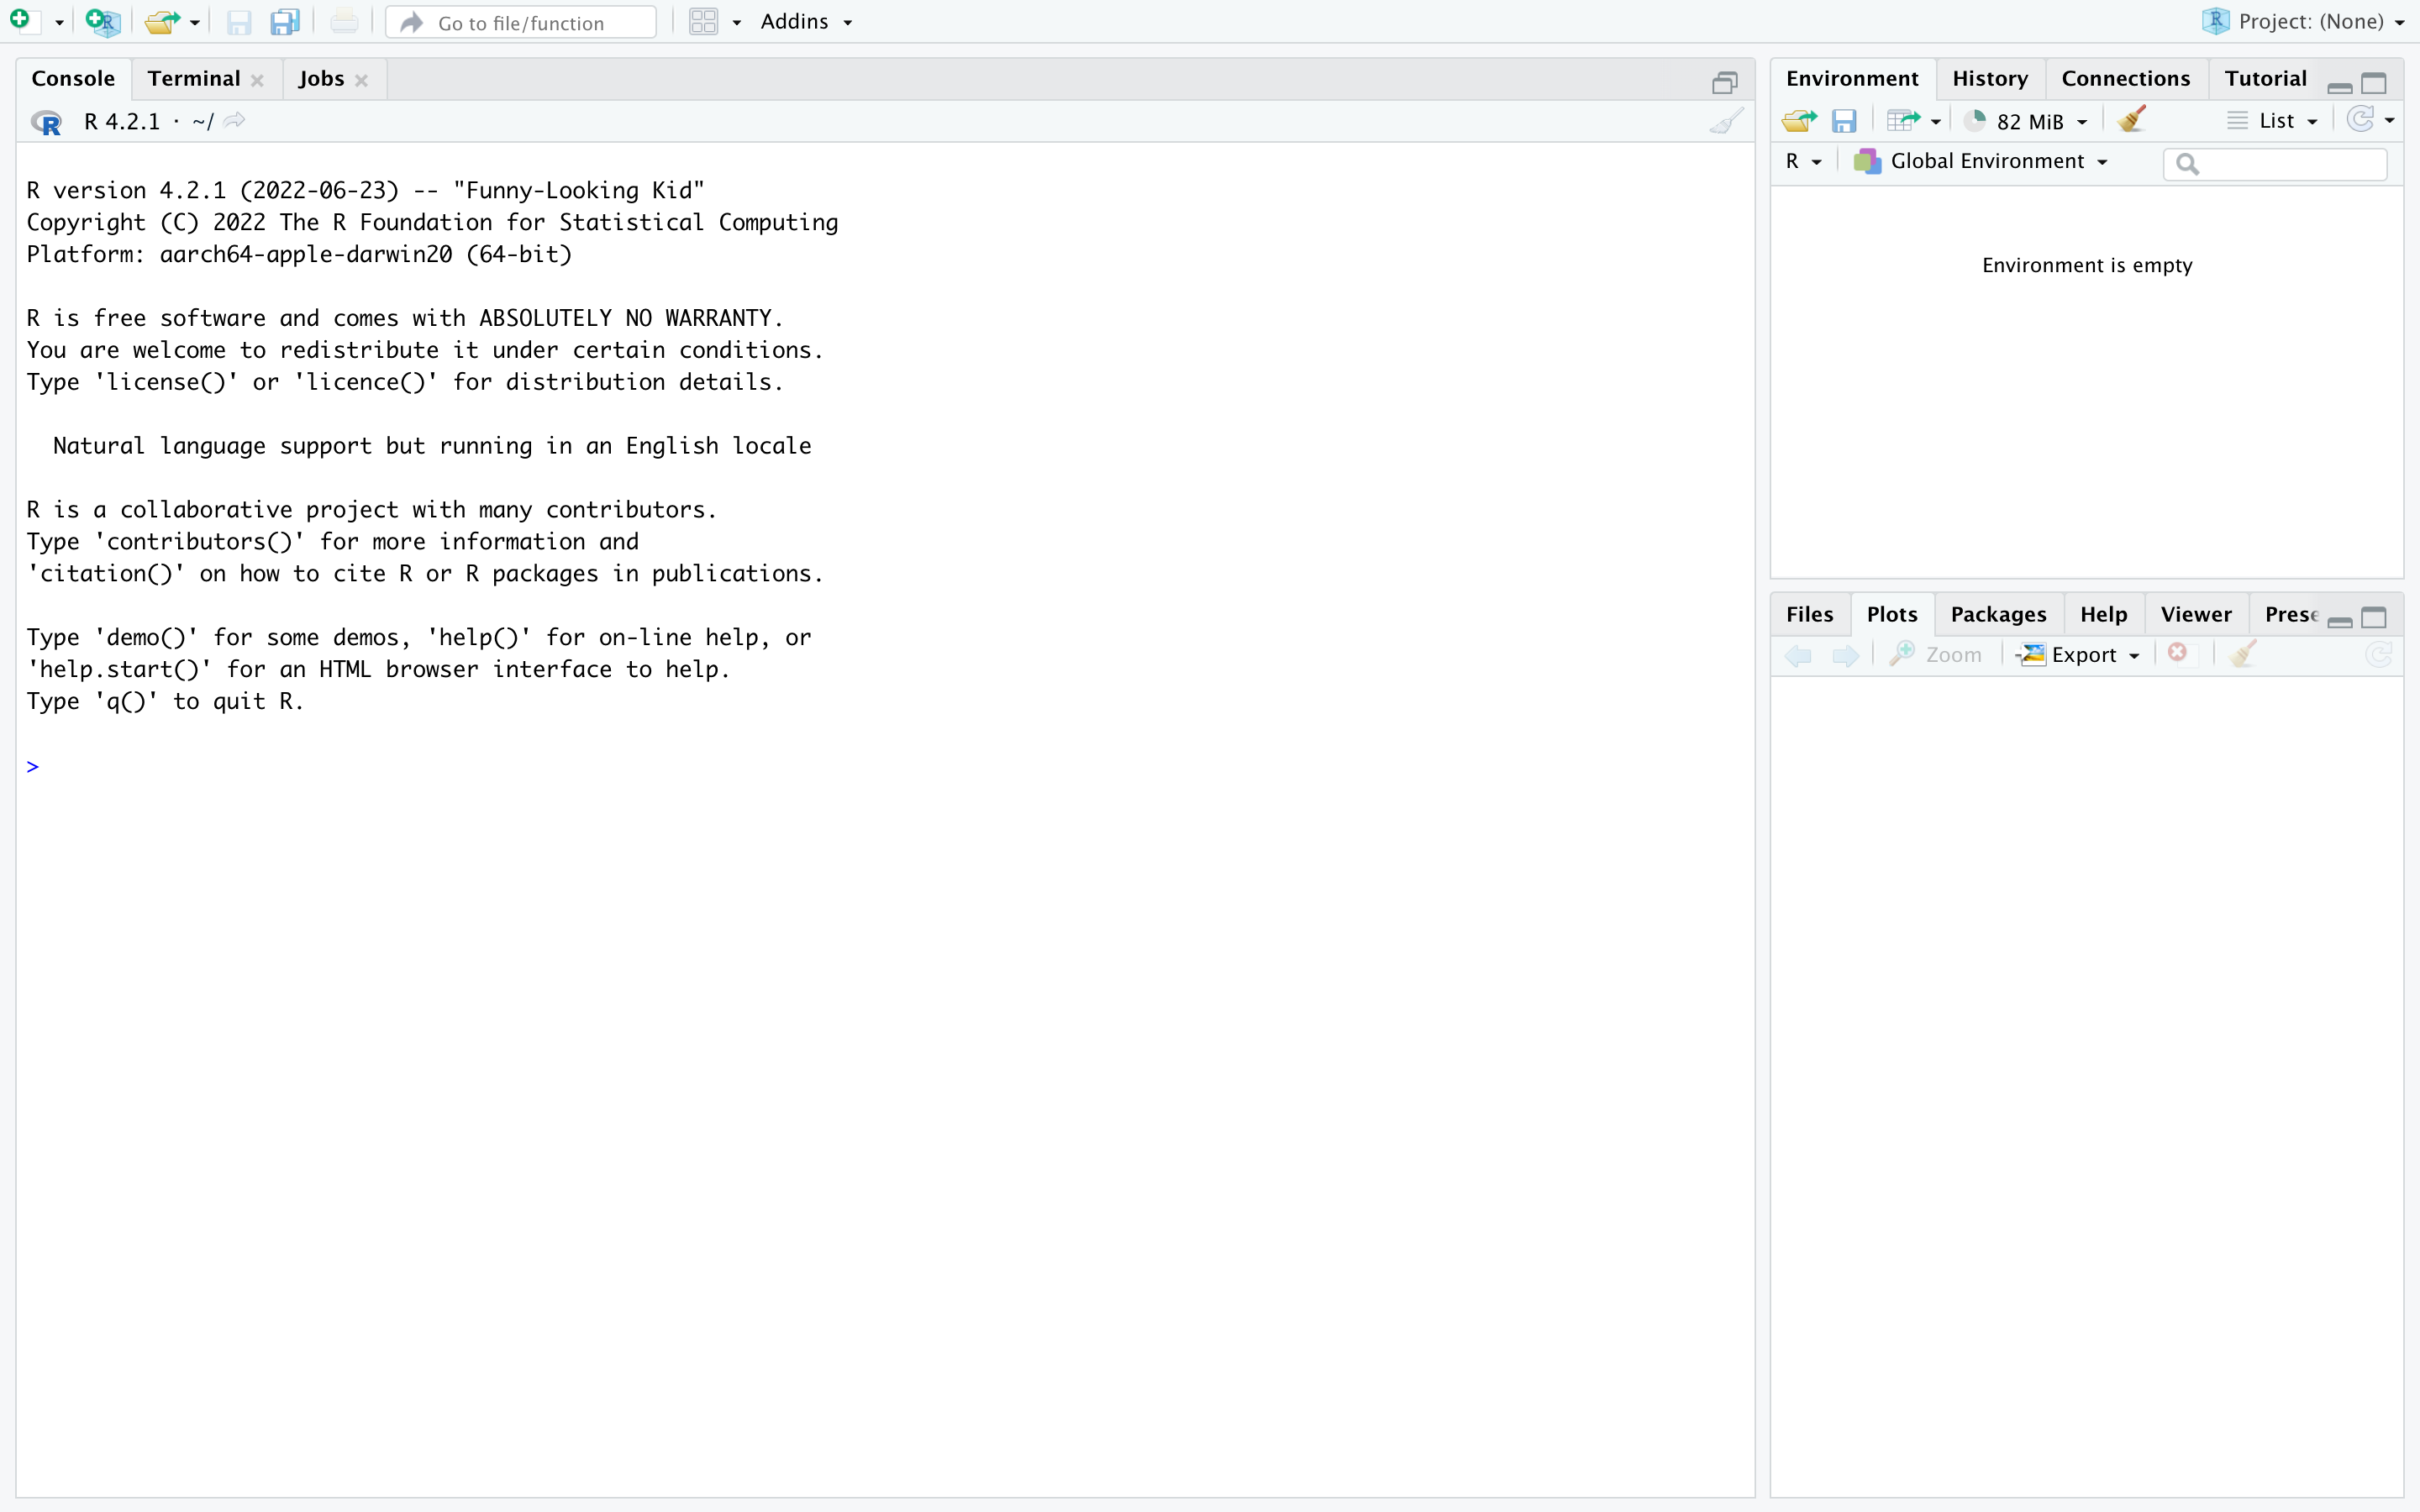 Go to file/function
Addins
Project: (None)
Console
Terminal
Jobs
R 4.2.1 · ~/
R version 4.2.1 (2022-06-23) -- "Funny-Looking Kid"
Copyright (C) 2022 The R Foundation for Statistical Computing
Platform: aarch64-apple-darwin20 (64-bit)
R is free software and comes with ABSOLUTELY NO WARRANTY.
You are welcome to redistribute it under certain conditions.
Type 'license()' or 'licence()' for distribution details.
Natural language support but running in an English locale
R is a collaborative project with many contributors.
Type 'contributors()' for more information and
'citation()' on how to cite R or R packages in publications.
Type 'demo()' for some demos, 'help()' for on-line help, or
'help.start()' for an HTML browser interface to help.
Type 'q()' to quit R.
>
Environment
History
Connections
Tutorial
82 MiB
List
R
Global Environment
Environment is empty
Files
Plots
Packages
Help
Viewer
Prese
Zoom
Export